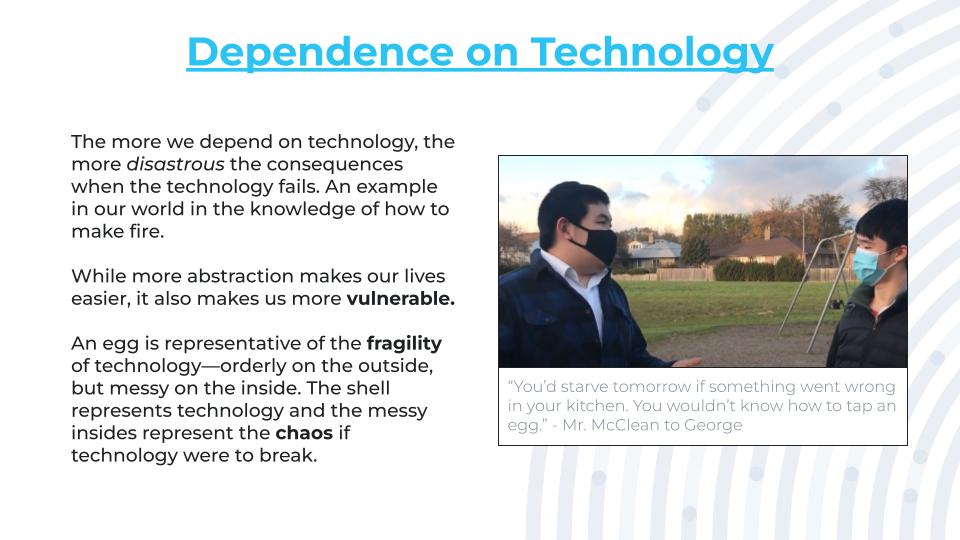 Dependence on Technology
The more we depend on technology, the
more disastrous the consequences
when the technology fails. An example
in our world in the knowledge of how to
make fire.
While more abstraction makes our lives
easier, it also makes us more vulnerable.
An egg is representative of the fragility
of technology—orderly on the outside,
but messy on the inside. The shell
represents technology and the messy
insides represent the chaos if
technology were to break.
“You’d starve tomorrow if something went wrong
in your kitchen. You wouldn’t know how to tap an
egg.” - Mr. McClean to George